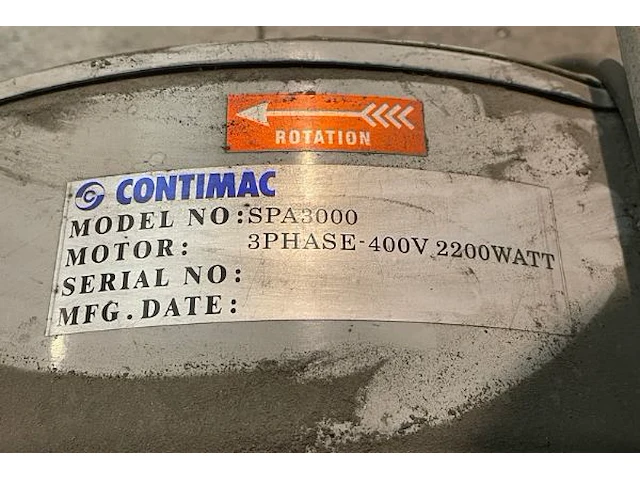 ROTATION
CONTIMAC
MODEL NO: SPA3000
MOTOR: 3PHASE-400V 2200WATT
SERIAL NO:
MFG. DATE: